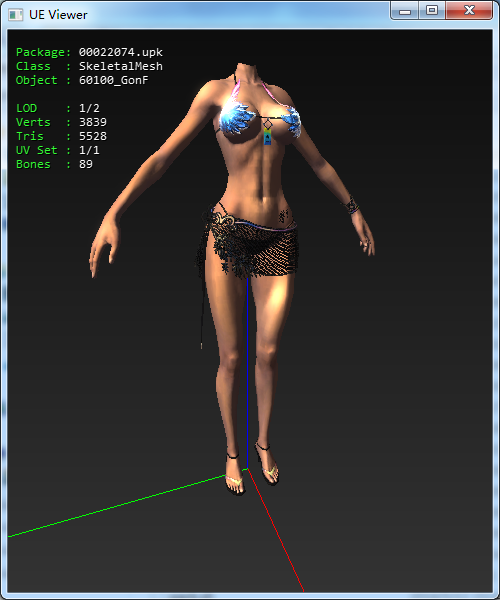 UE Viewer
Package: 00022074.upk
Class : SkeletalMesh
Object : 60100_GonF
LOD : 1/2
Verts : 3839
Tris : 5528
UV Set : 1/1
Bones : 89